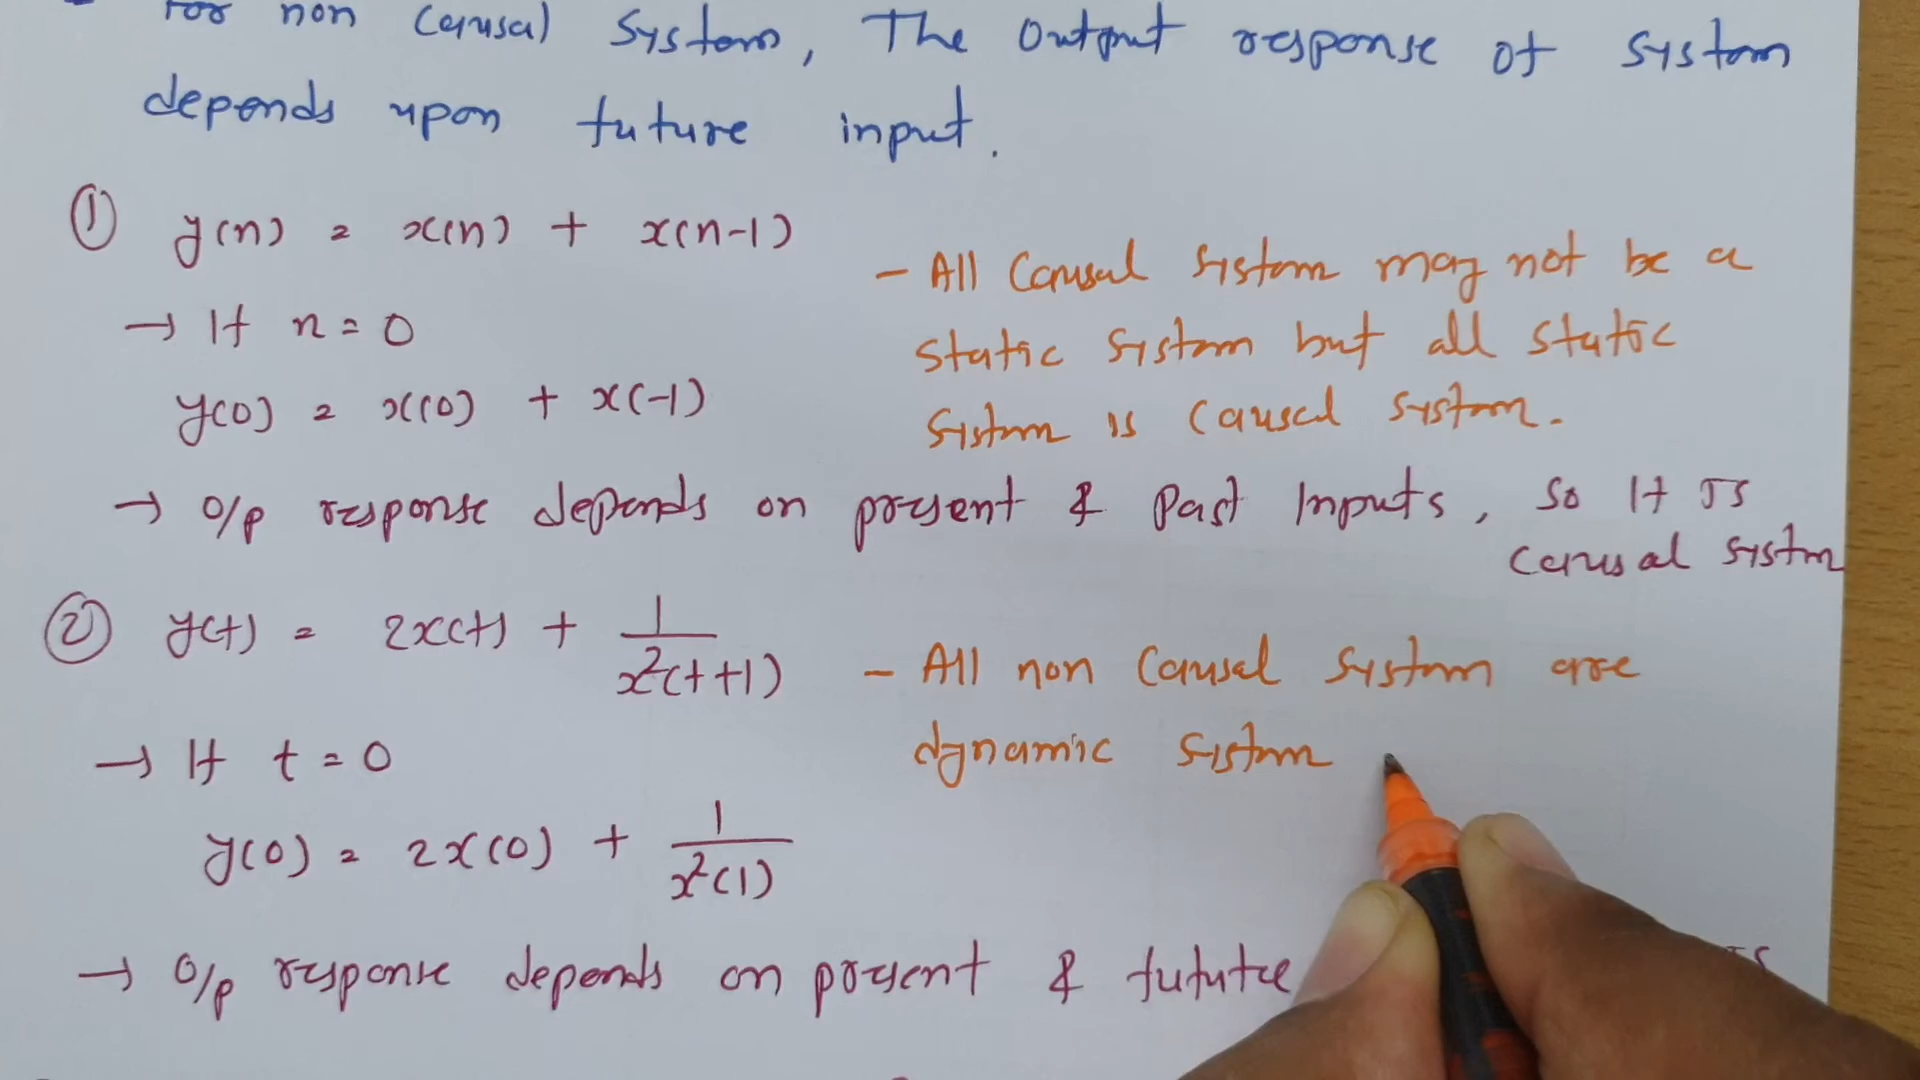 For non causal system, The output response of system
depends upon future input.
① y(n) = x(n) + x(n-1)
→ If n = 0
y(0) = x(0) + x(-1)
- All causal system may not be a
static system but all static
system is causal system.
→ O/p response depends on present & past inputs, so It Is
causal systm
② y(t) = 2x(t) + 1/x²(t+1)
→ If t = 0
y(0) = 2x(0) + 1/x²(1)
- All non causal system are
dynamic system
→ O/p response depends on present & fututre